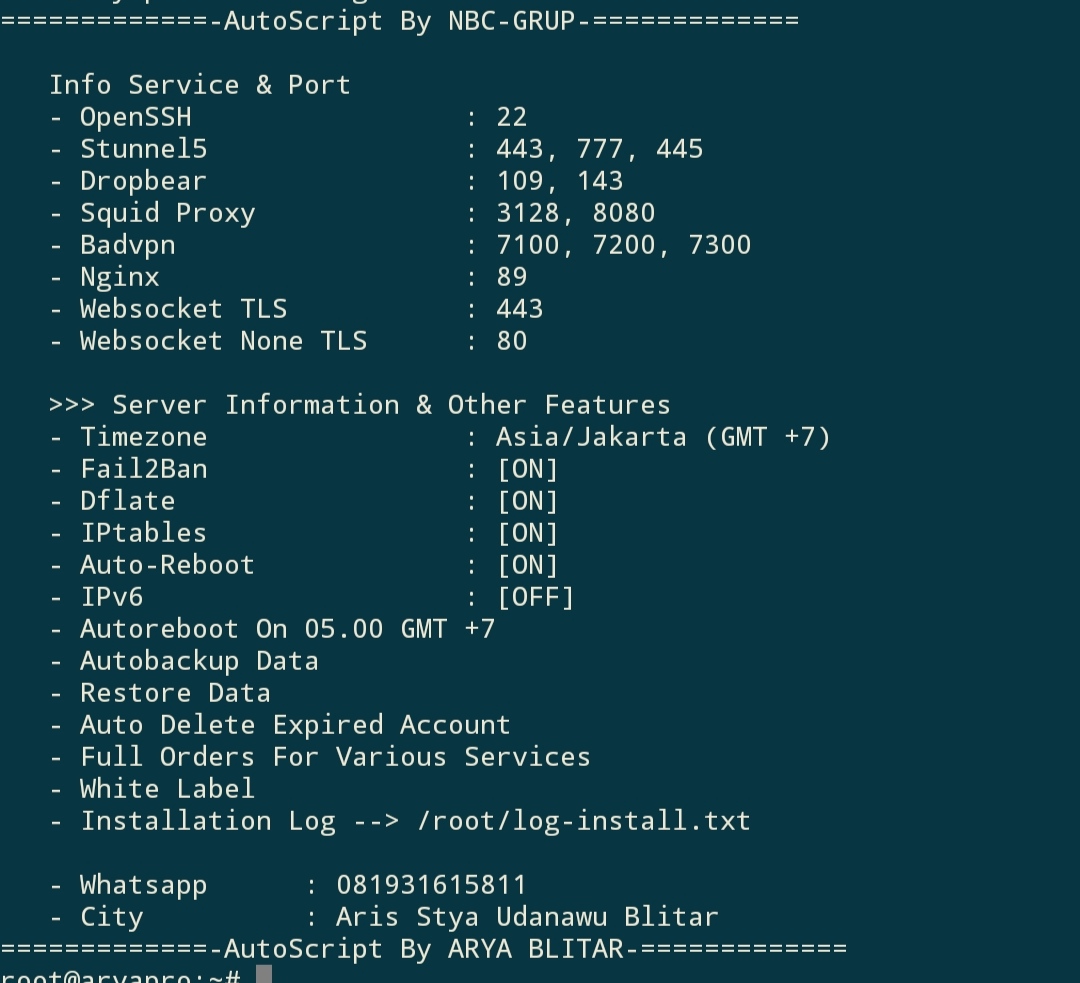 =============-AutoScript By NBC-GRUP-=============
Info Service & Port
- OpenSSH : 22
- Stunnel5 : 443, 777, 445
- Dropbear : 109, 143
- Squid Proxy : 3128, 8080
- Badvpn : 7100, 7200, 7300
- Nginx : 89
- Websocket TLS : 443
- Websocket None TLS : 80
>>> Server Information & Other Features
- Timezone : Asia/Jakarta (GMT +7)
- Fail2Ban : [ON]
- Dflate : [ON]
- IPtables : [ON]
- Auto-Reboot : [ON]
- IPv6 : [OFF]
- Autoreboot On 05.00 GMT +7
- Autobackup Data
- Restore Data
- Auto Delete Expired Account
- Full Orders For Various Services
- White Label
- Installation Log --> /root/log-install.txt
- Whatsapp : 081931615811
- City : Aris Stya Udanawu Blitar
=============-AutoScript By ARYA BLITAR-=============
root@aryapro:~#